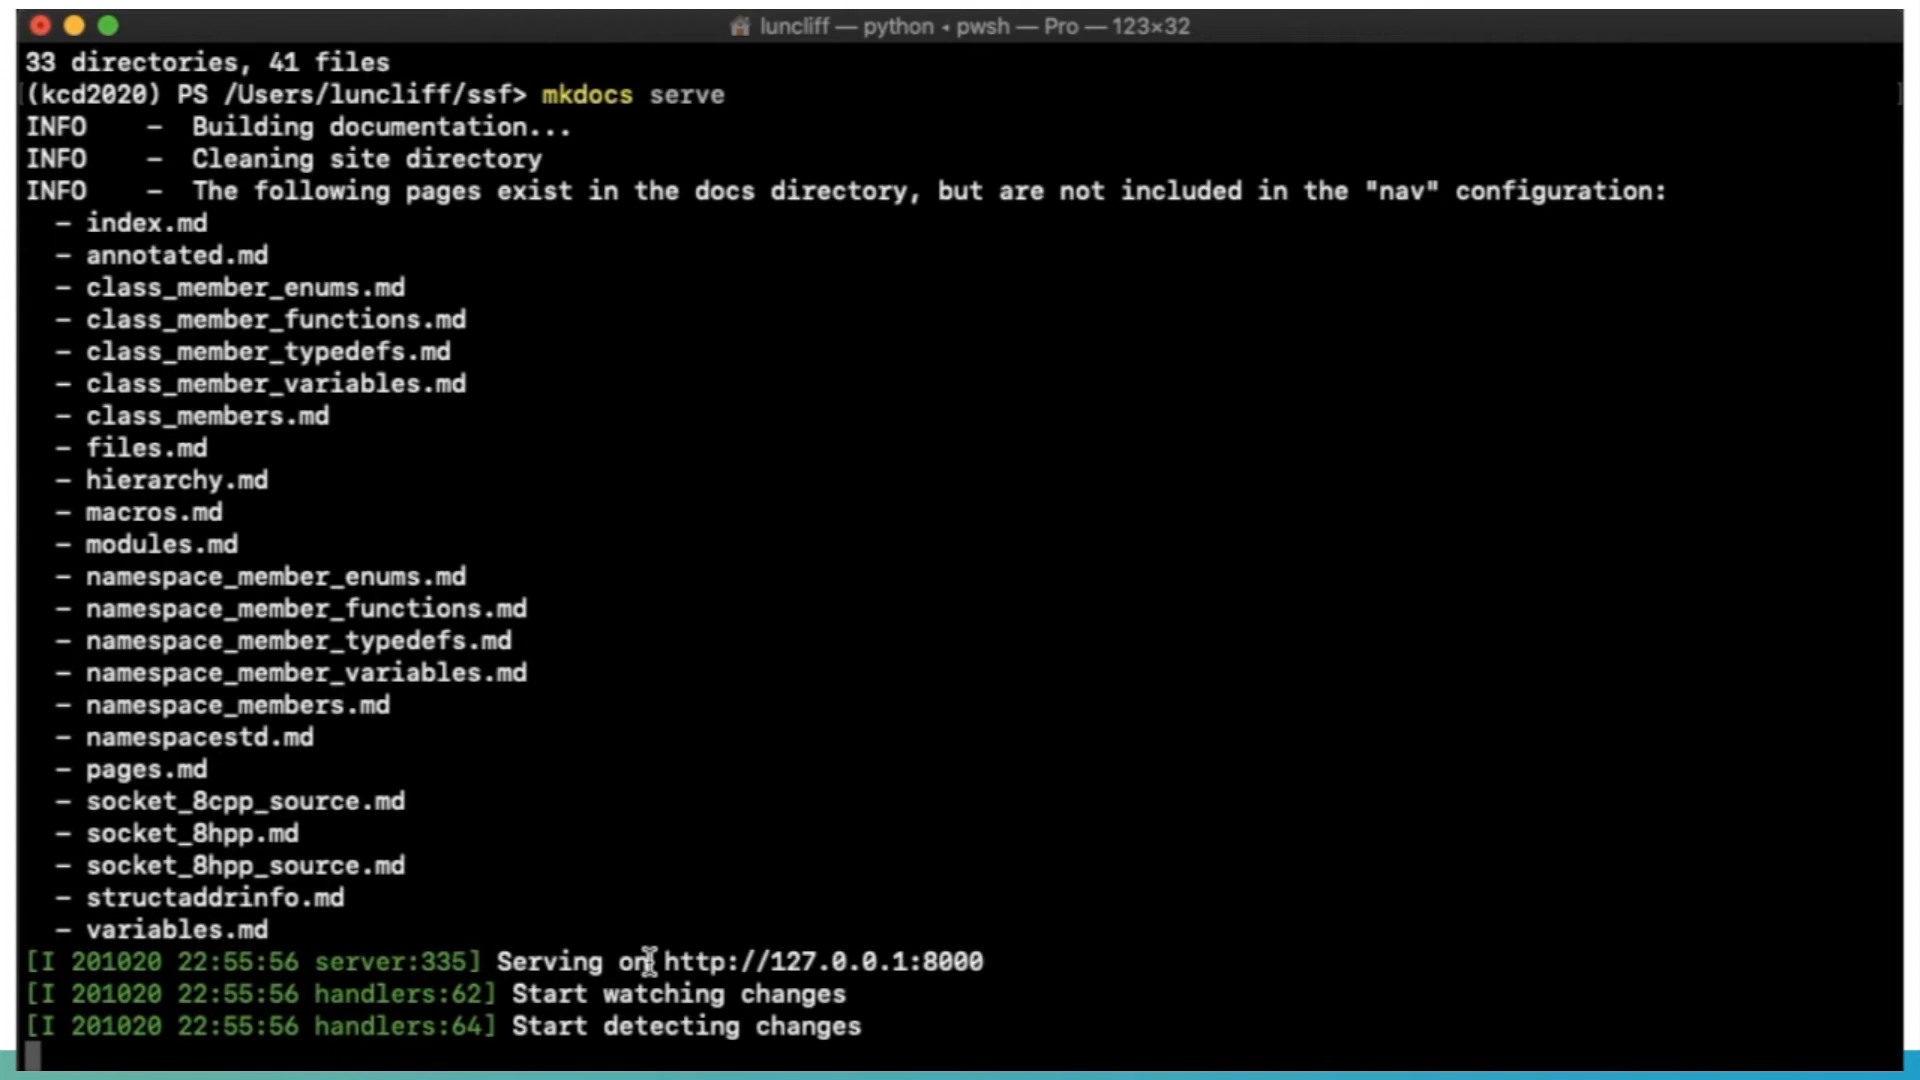 luncliff — python • pwsh — Pro — 123×32
33 directories, 41 files
(kcd2020) PS /Users/luncliff/ssf> mkdocs serve
INFO    -  Building documentation...
INFO    -  Cleaning site directory
INFO    -  The following pages exist in the docs directory, but are not included in the "nav" configuration:
  - index.md
  - annotated.md
  - class_member_enums.md
  - class_member_functions.md
  - class_member_typedefs.md
  - class_member_variables.md
  - class_members.md
  - files.md
  - hierarchy.md
  - macros.md
  - modules.md
  - namespace_member_enums.md
  - namespace_member_functions.md
  - namespace_member_typedefs.md
  - namespace_member_variables.md
  - namespace_members.md
  - namespacestd.md
  - pages.md
  - socket_8cpp_source.md
  - socket_8hpp.md
  - socket_8hpp_source.md
  - structaddrinfo.md
  - variables.md
[I 201020 22:55:56 server:335] Serving on http://127.0.0.1:8000
[I 201020 22:55:56 handlers:62] Start watching changes
[I 201020 22:55:56 handlers:64] Start detecting changes